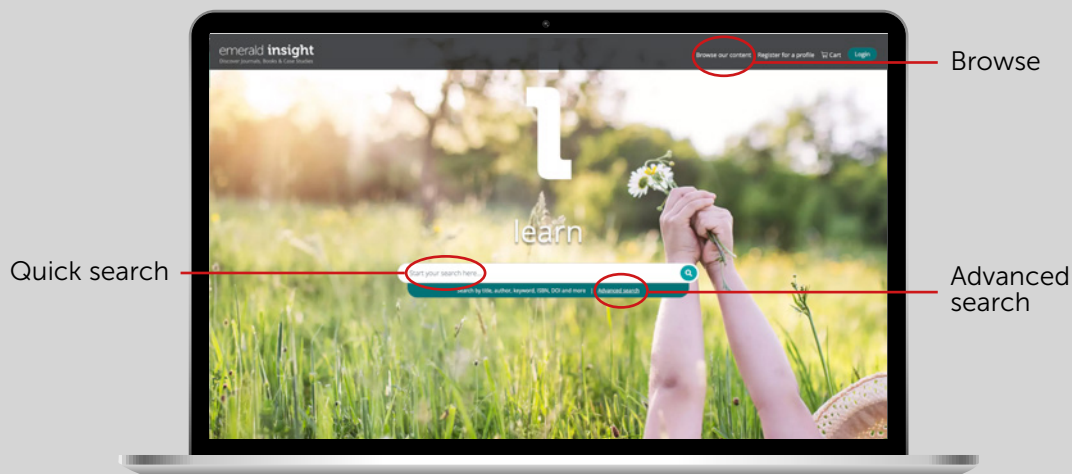 emerald insight
Discover Journals, Books & Case Studies
Browse our content Register for a profile Cart Login
Browse
l
learn
Quick search
Start your search here..
Search by title, author, keyword, ISBN, DOI and more | Advanced search
Advanced
search